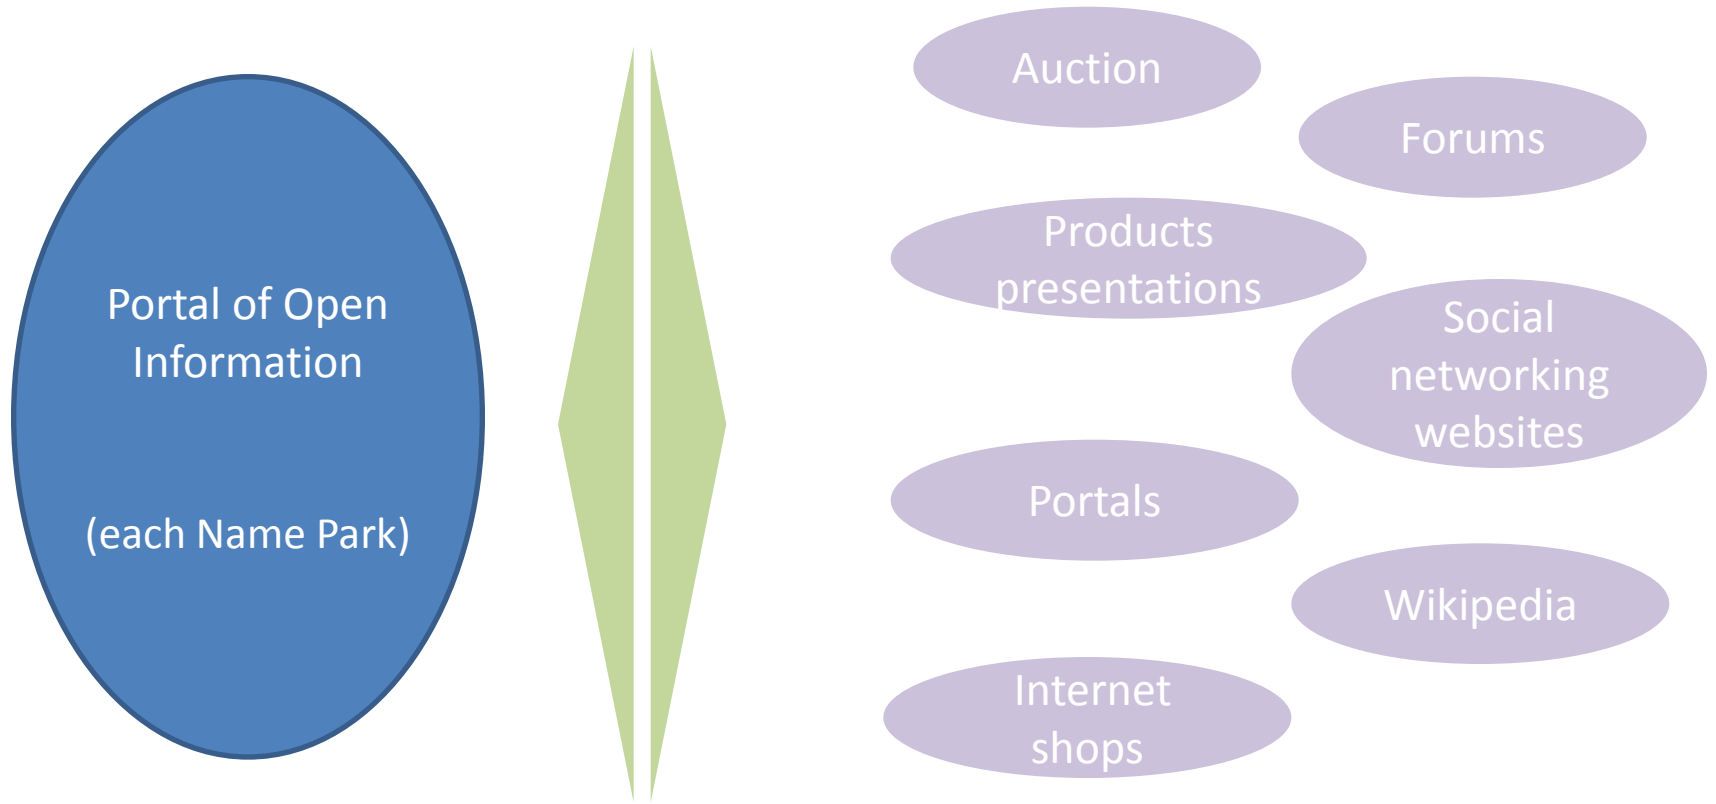 Portal of Open
Information
(each Name Park)
Auction
Forums
Products
presentations
Social
networking
websites
Portals
Wikipedia
Internet
shops